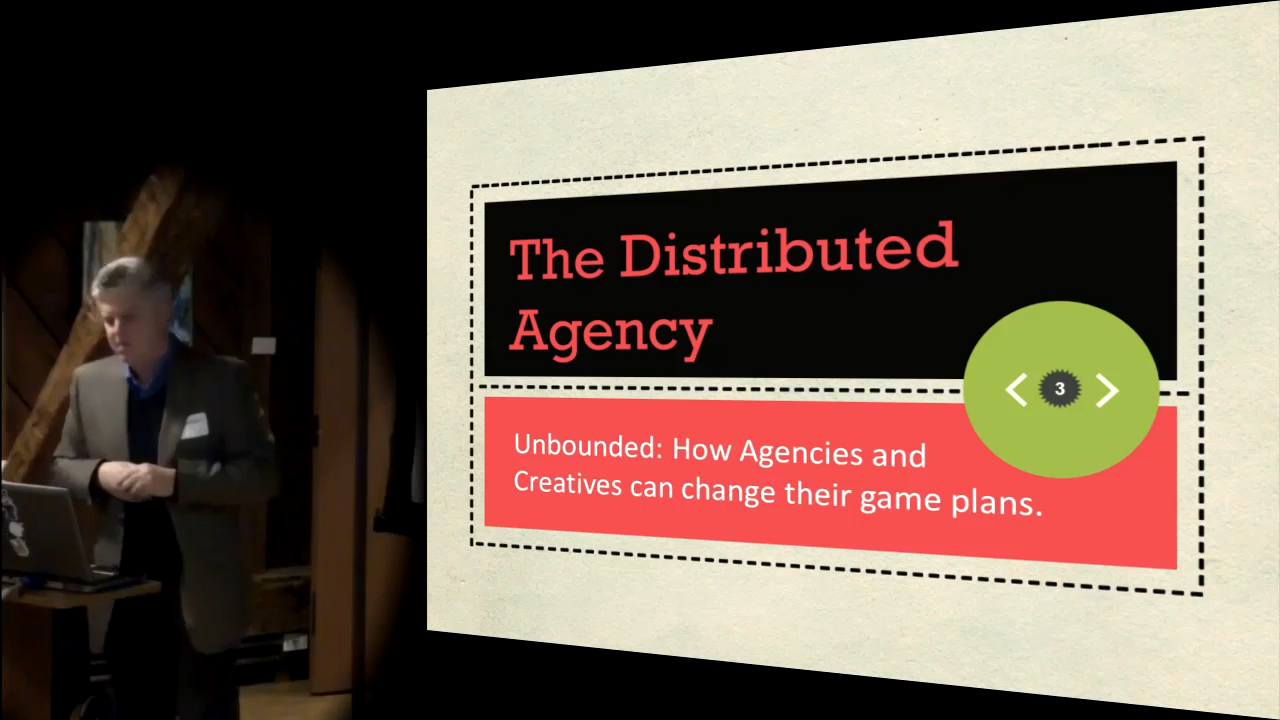 The Distributed
Agency
3
Unbounded: How Agencies and
Creatives can change their game plans.